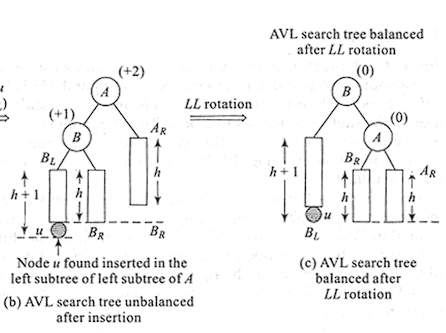 u
)
AVL search tree balanced
after LL rotation
(+2)
A
(+1)
B
LL rotation
(0)
B
(0)
A
B_L
A_R
h + 1
h
h
u
B_R
B_R
h + 1
B_R
A_R
h
h
u
B_L
Node u found inserted in the
left subtree of left subtree of A
(b) AVL search tree unbalanced
after insertion
(c) AVL search tree
balanced after
LL rotation